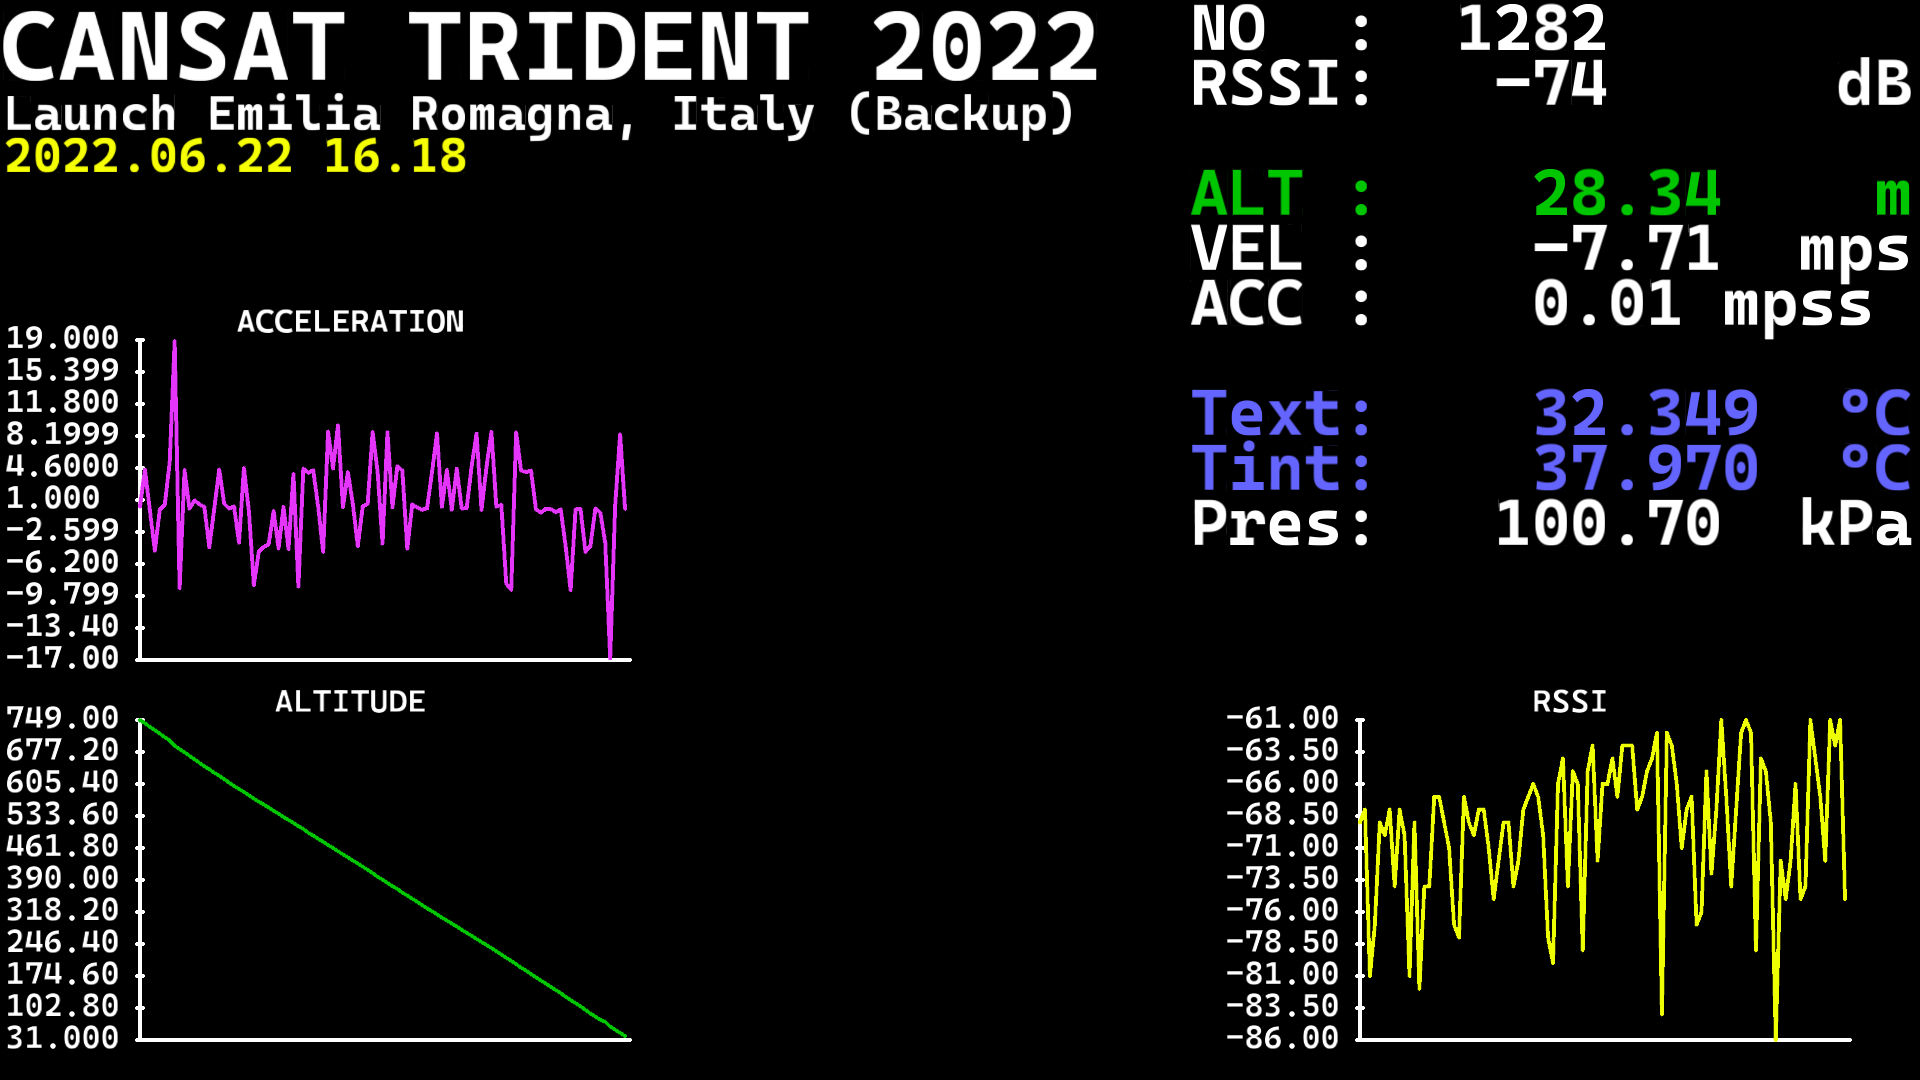 CANSAT TRIDENT 2022
Launch Emilia Romagna, Italy (Backup)
2022.06.22 16.18
NO : 1282
RSSI: -74 dB
ALT : 28.34 m
VEL : -7.71 mps
ACC : 0.01 mpss
Text: 32.349 °C
Tint: 37.970 °C
Pres: 100.70 kPa
ACCELERATION
19.000
15.399
11.800
8.1999
4.6000
1.000
-2.599
-6.200
-9.799
-13.40
-17.00
ALTITUDE
749.00
677.20
605.40
533.60
461.80
390.00
318.20
246.40
174.60
102.80
31.000
RSSI
-61.00
-63.50
-66.00
-68.50
-71.00
-73.50
-76.00
-78.50
-81.00
-83.50
-86.00